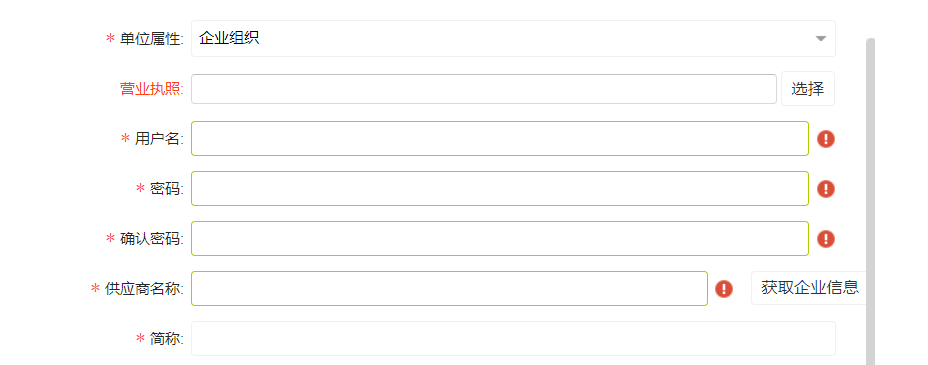 * 单位属性: 企业组织
营业执照: 选择
* 用户名:
* 密码:
* 确认密码:
* 供应商名称: 获取企业信息
* 简称: